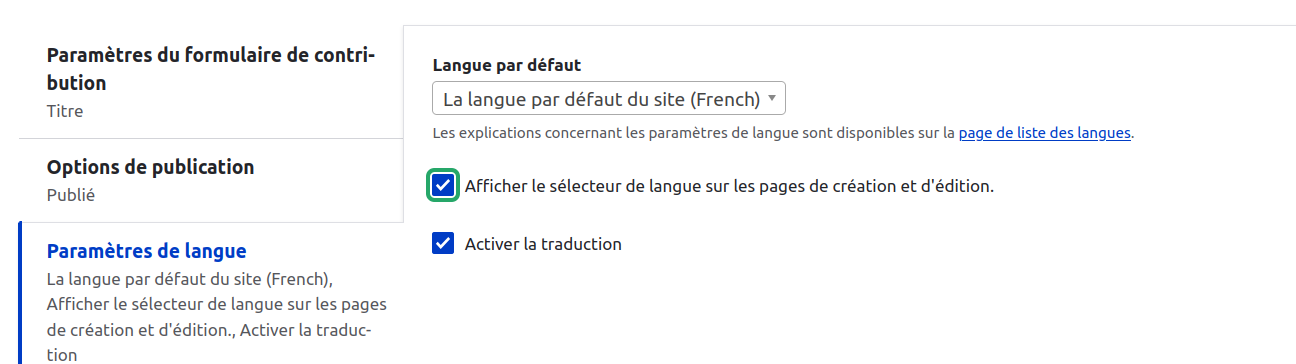 Paramètres du formulaire de contri-
bution
Titre
Options de publication
Publié
Paramètres de langue
La langue par défaut du site (French),
Afficher le sélecteur de langue sur les pages
de création et d'édition., Activer la traduc-
tion
Langue par défaut
La langue par défaut du site (French)
Les explications concernant les paramètres de langue sont disponibles sur la page de liste des langues.
Afficher le sélecteur de langue sur les pages de création et d'édition.
Activer la traduction